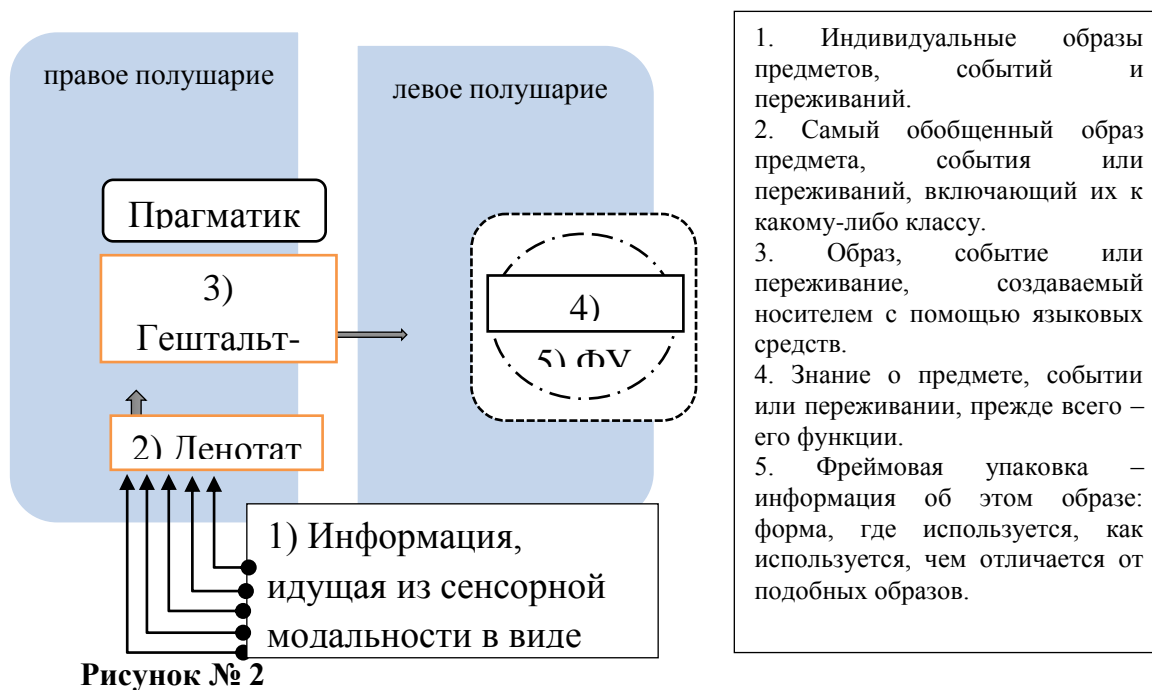 правое полушарие
левое полушарие
Прагматик
3)
Гештальт-
4)
5) ФУ
2) Денотат
1) Информация,
идущая из сенсорной
модальности в виде
Рисунок № 2
1. Индивидуальные образы
предметов, событий и
переживаний.
2. Самый обобщенный образ
предмета, события или
переживаний, включающий их к
какому-либо классу.
3. Образ, событие или
переживание, создаваемый
носителем с помощью языковых
средств.
4. Знание о предмете, событии
или переживании, прежде всего –
его функции.
5. Фреймовая упаковка –
информация об этом образе:
форма, где используется, как
используется, чем отличается от
подобных образов.